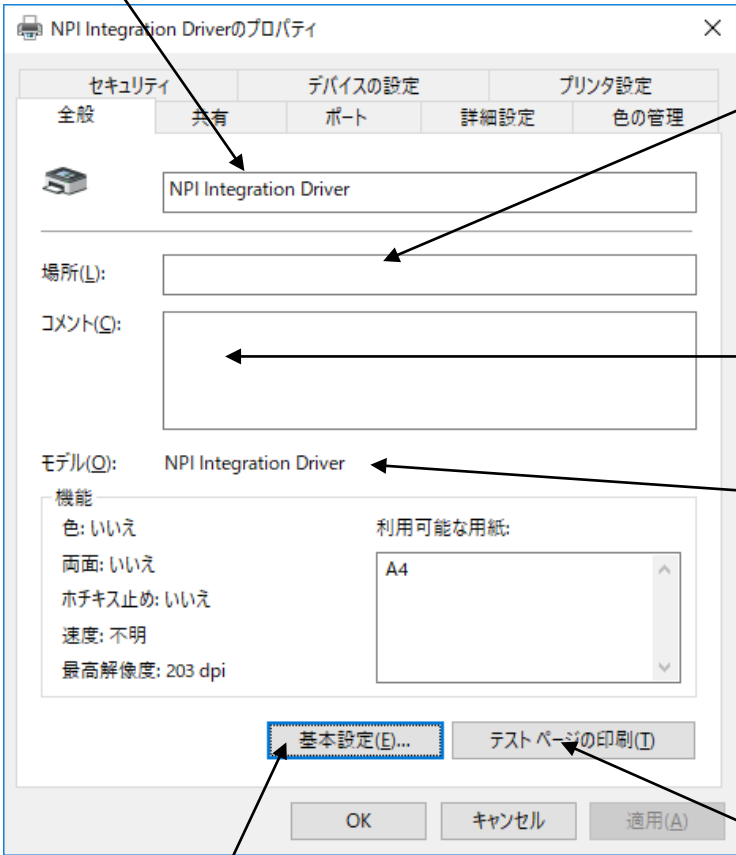 NPI Integration Driverのプロパティ
セキュリティ デバイスの設定 プリンタ設定
全般 共有 ポート 詳細設定 色の管理
NPI Integration Driver
場所(L):
コメント(C):
モデル(O): NPI Integration Driver
機能
色: いいえ
両面: いいえ
ホチキス止め: いいえ
速度: 不明
最高解像度: 203 dpi
利用可能な用紙:
A4
基本設定(E)... テスト ページの印刷(T)
OK キャンセル 適用(A)